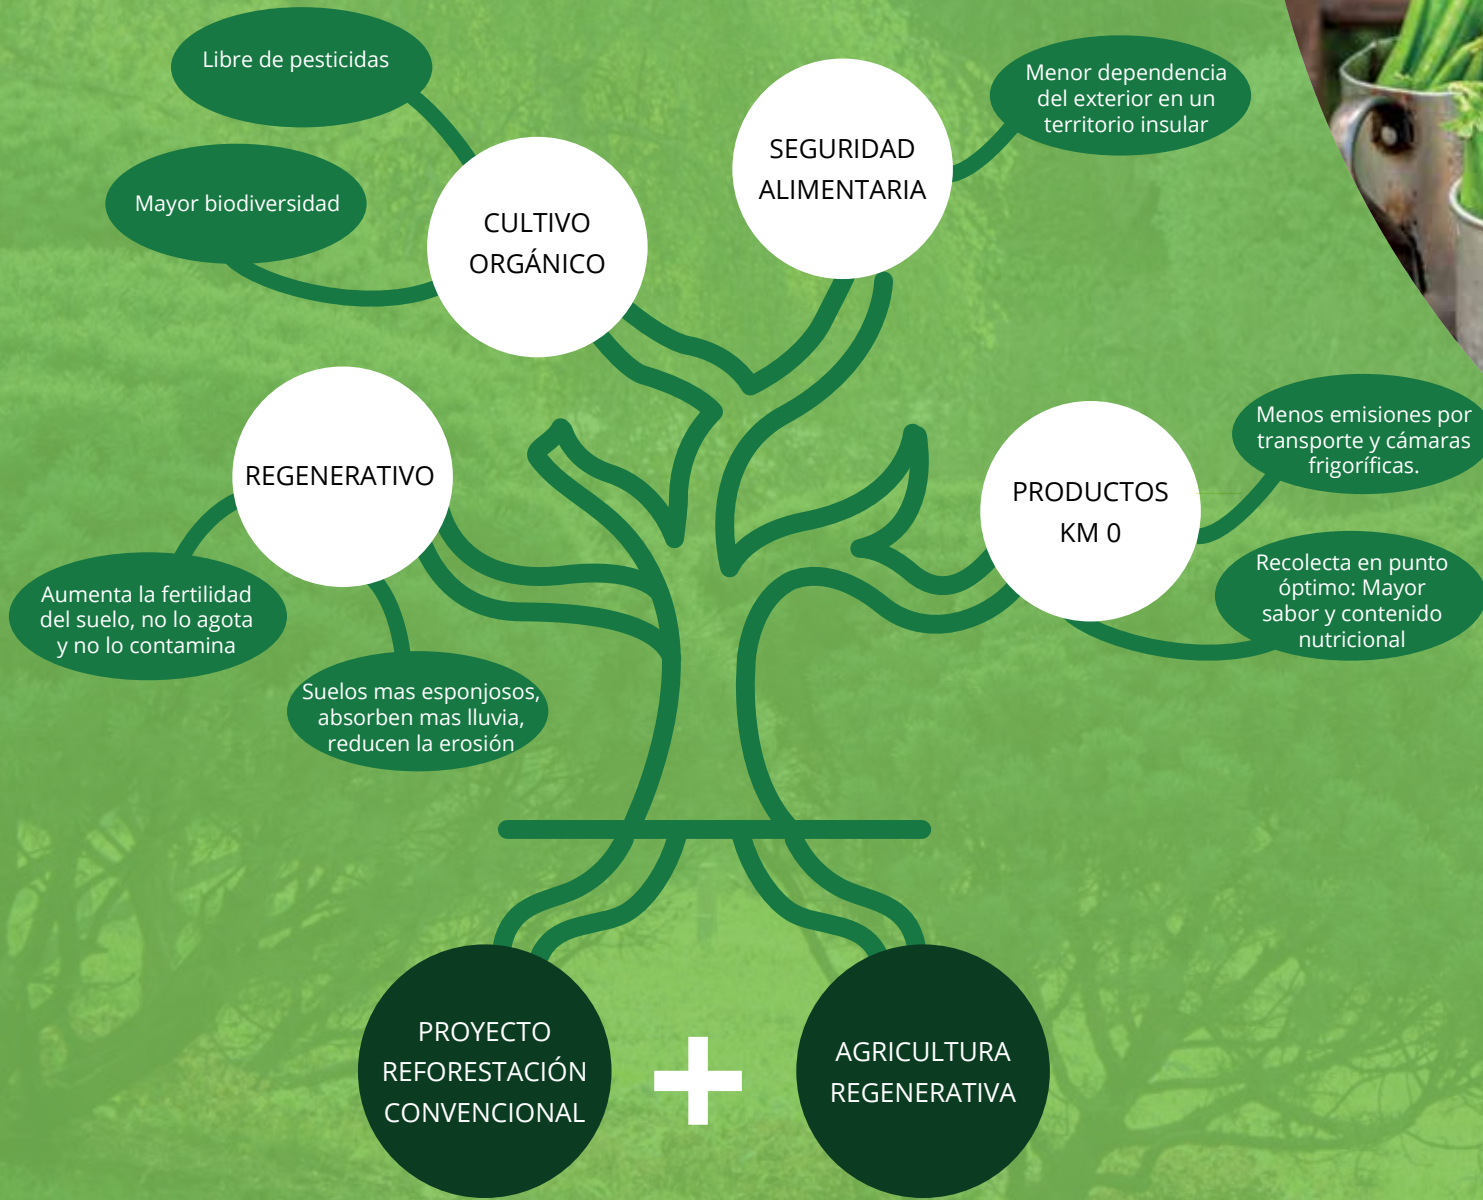 Libre de pesticidas
Mayor biodiversidad
CULTIVO
ORGÁNICO
SEGURIDAD
ALIMENTARIA
Menor dependencia
del exterior en un
territorio insular
REGENERATIVO
Aumenta la fertilidad
del suelo, no lo agota
y no lo contamina
Suelos mas esponjosos,
absorben mas lluvia,
reducen la erosión
PRODUCTOS
KM 0
Menos emisiones por
transporte y cámaras
frigoríficas.
Recolecta en punto
óptimo: Mayor
sabor y contenido
nutricional
PROYECTO
REFORESTACIÓN
CONVENCIONAL
+
AGRICULTURA
REGENERATIVA